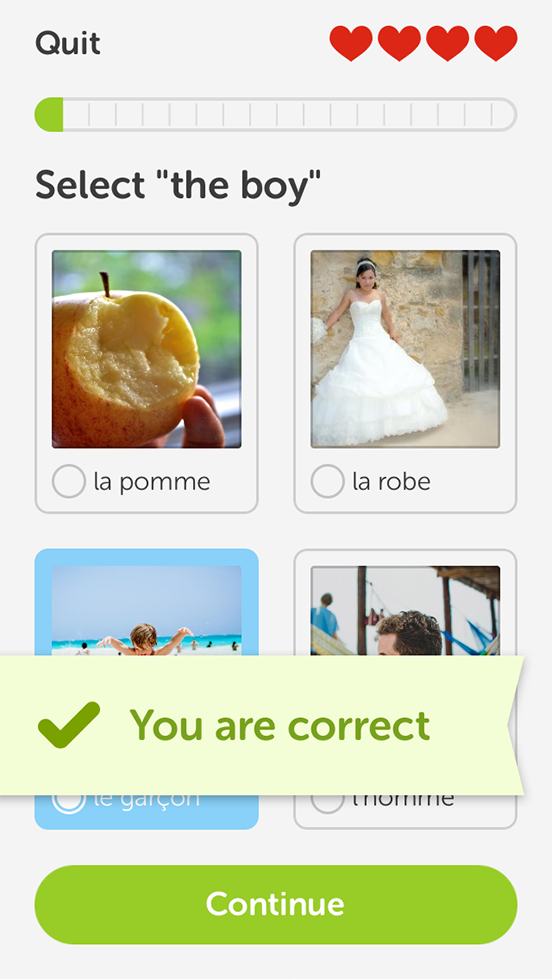 Quit
Select "the boy"
la pomme
la robe
You are correct
le garçon
l'homme
Continue